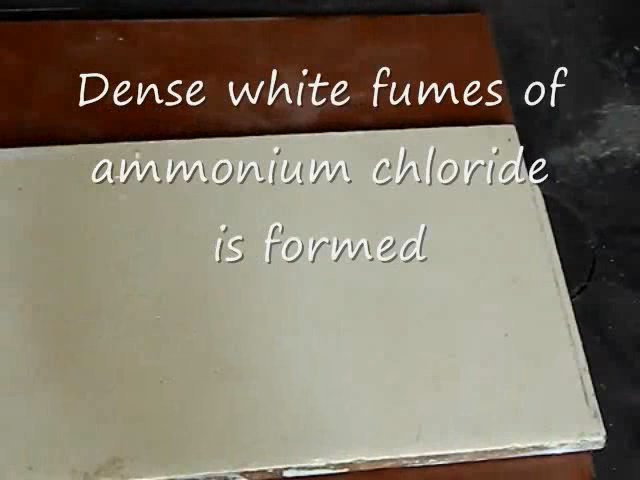 Dense white fumes of
ammonium chloride
is formed